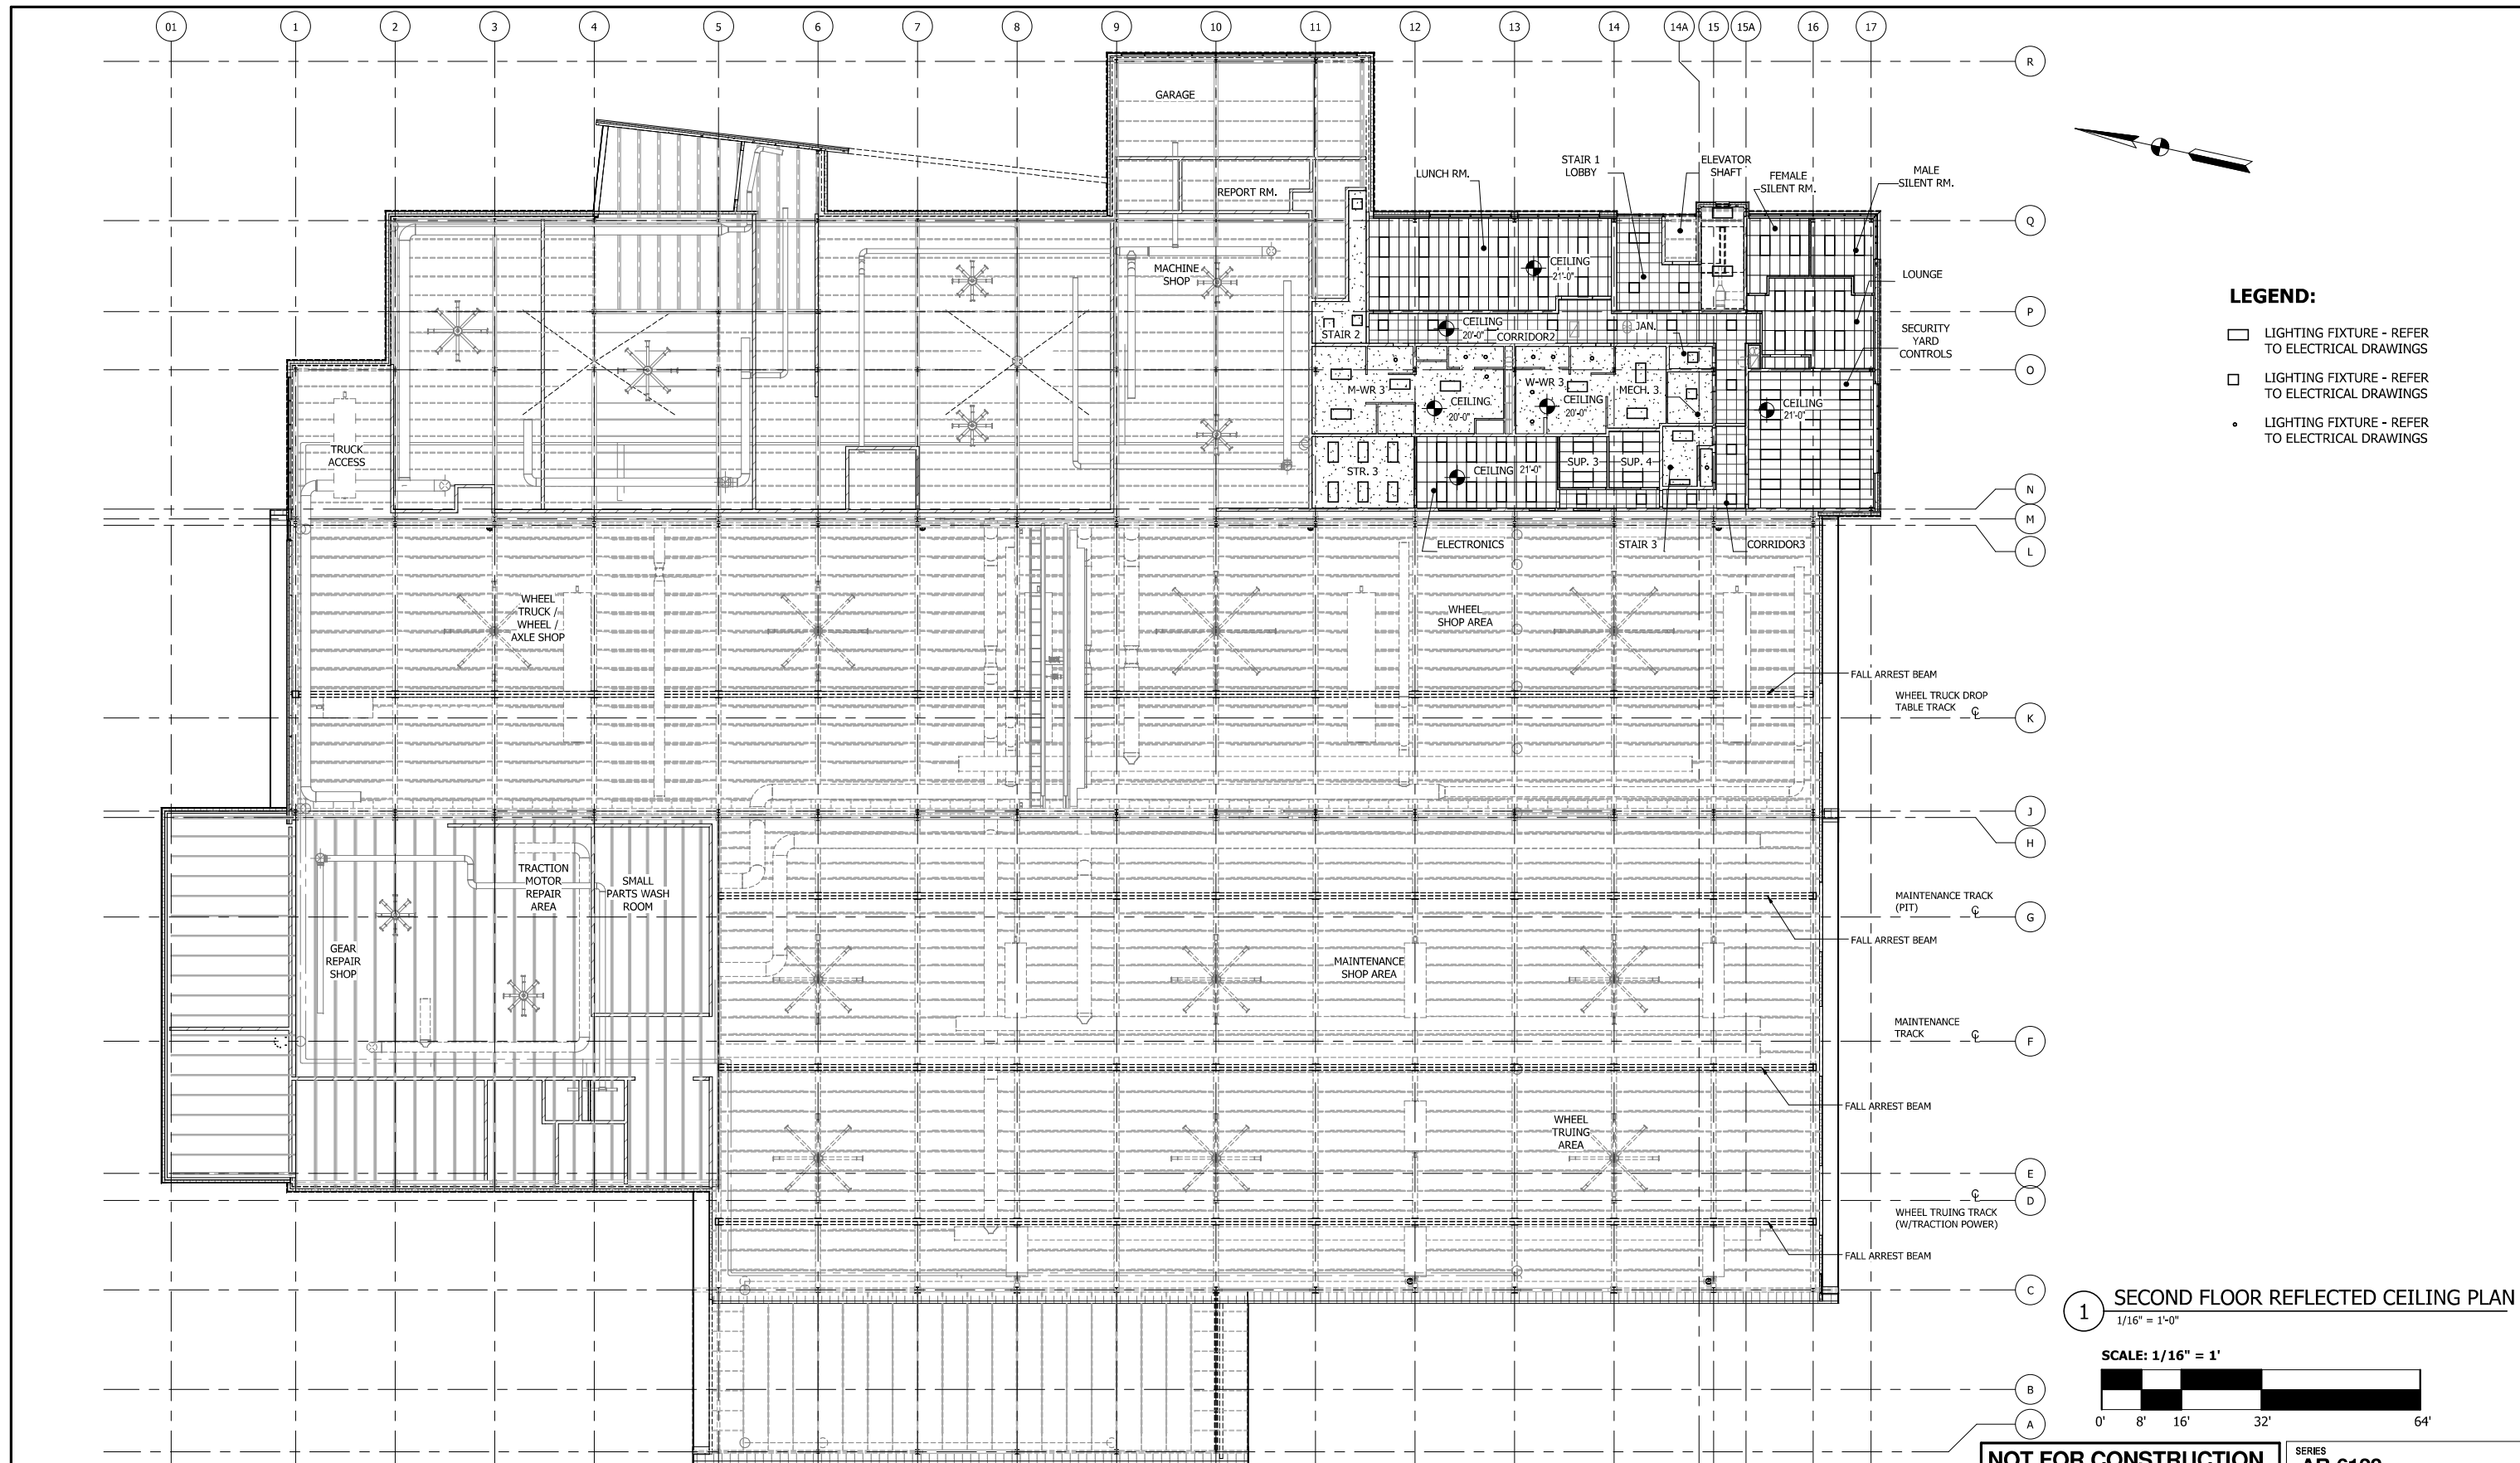 01
1
2
3
4
5
6
7
8
9
10
11
12
13
14
14A
15
15A
16
17
R
GARAGE
STAIR 1
LOBBY
ELEVATOR
SHAFT
LUNCH RM.
FEMALE
SILENT RM.
MALE
SILENT RM.
REPORT RM.
Q
MACHINE
SHOP
CEILING
21'-0"
LOUNGE
LEGEND:
P
STAIR 2
CEILING
20'-0"
CORRIDOR2
JAN.
SECURITY
YARD
CONTROLS
LIGHTING FIXTURE - REFER
TO ELECTRICAL DRAWINGS
LIGHTING FIXTURE - REFER
TO ELECTRICAL DRAWINGS
LIGHTING FIXTURE - REFER
TO ELECTRICAL DRAWINGS
O
M-WR 3
W-WR 3
MECH. 3
CEILING
20'-0"
CEILING
20'-0"
CEILING
21'-0"
TRUCK
ACCESS
STR. 3
CEILING 21'-0"
SUP. 3
SUP. 4
N
M
L
ELECTRONICS
STAIR 3
CORRIDOR3
WHEEL
TRUCK /
WHEEL /
AXLE SHOP
WHEEL
SHOP AREA
FALL ARREST BEAM
WHEEL TRUCK DROP
TABLE TRACK
K
J
H
TRACTION
MOTOR
REPAIR
AREA
SMALL
PARTS WASH
ROOM
MAINTENANCE TRACK
(PIT)
G
FALL ARREST BEAM
GEAR
REPAIR
SHOP
MAINTENANCE
SHOP AREA
MAINTENANCE
TRACK
F
FALL ARREST BEAM
WHEEL
TRUING
AREA
E
D
WHEEL TRUING TRACK
(W/TRACTION POWER)
FALL ARREST BEAM
C
1
SECOND FLOOR REFLECTED CEILING PLAN
1/16" = 1'-0"
SCALE: 1/16" = 1'
0' 8' 16' 32' 64'
B
A
NOT FOR CONSTRUCTION
SERIES